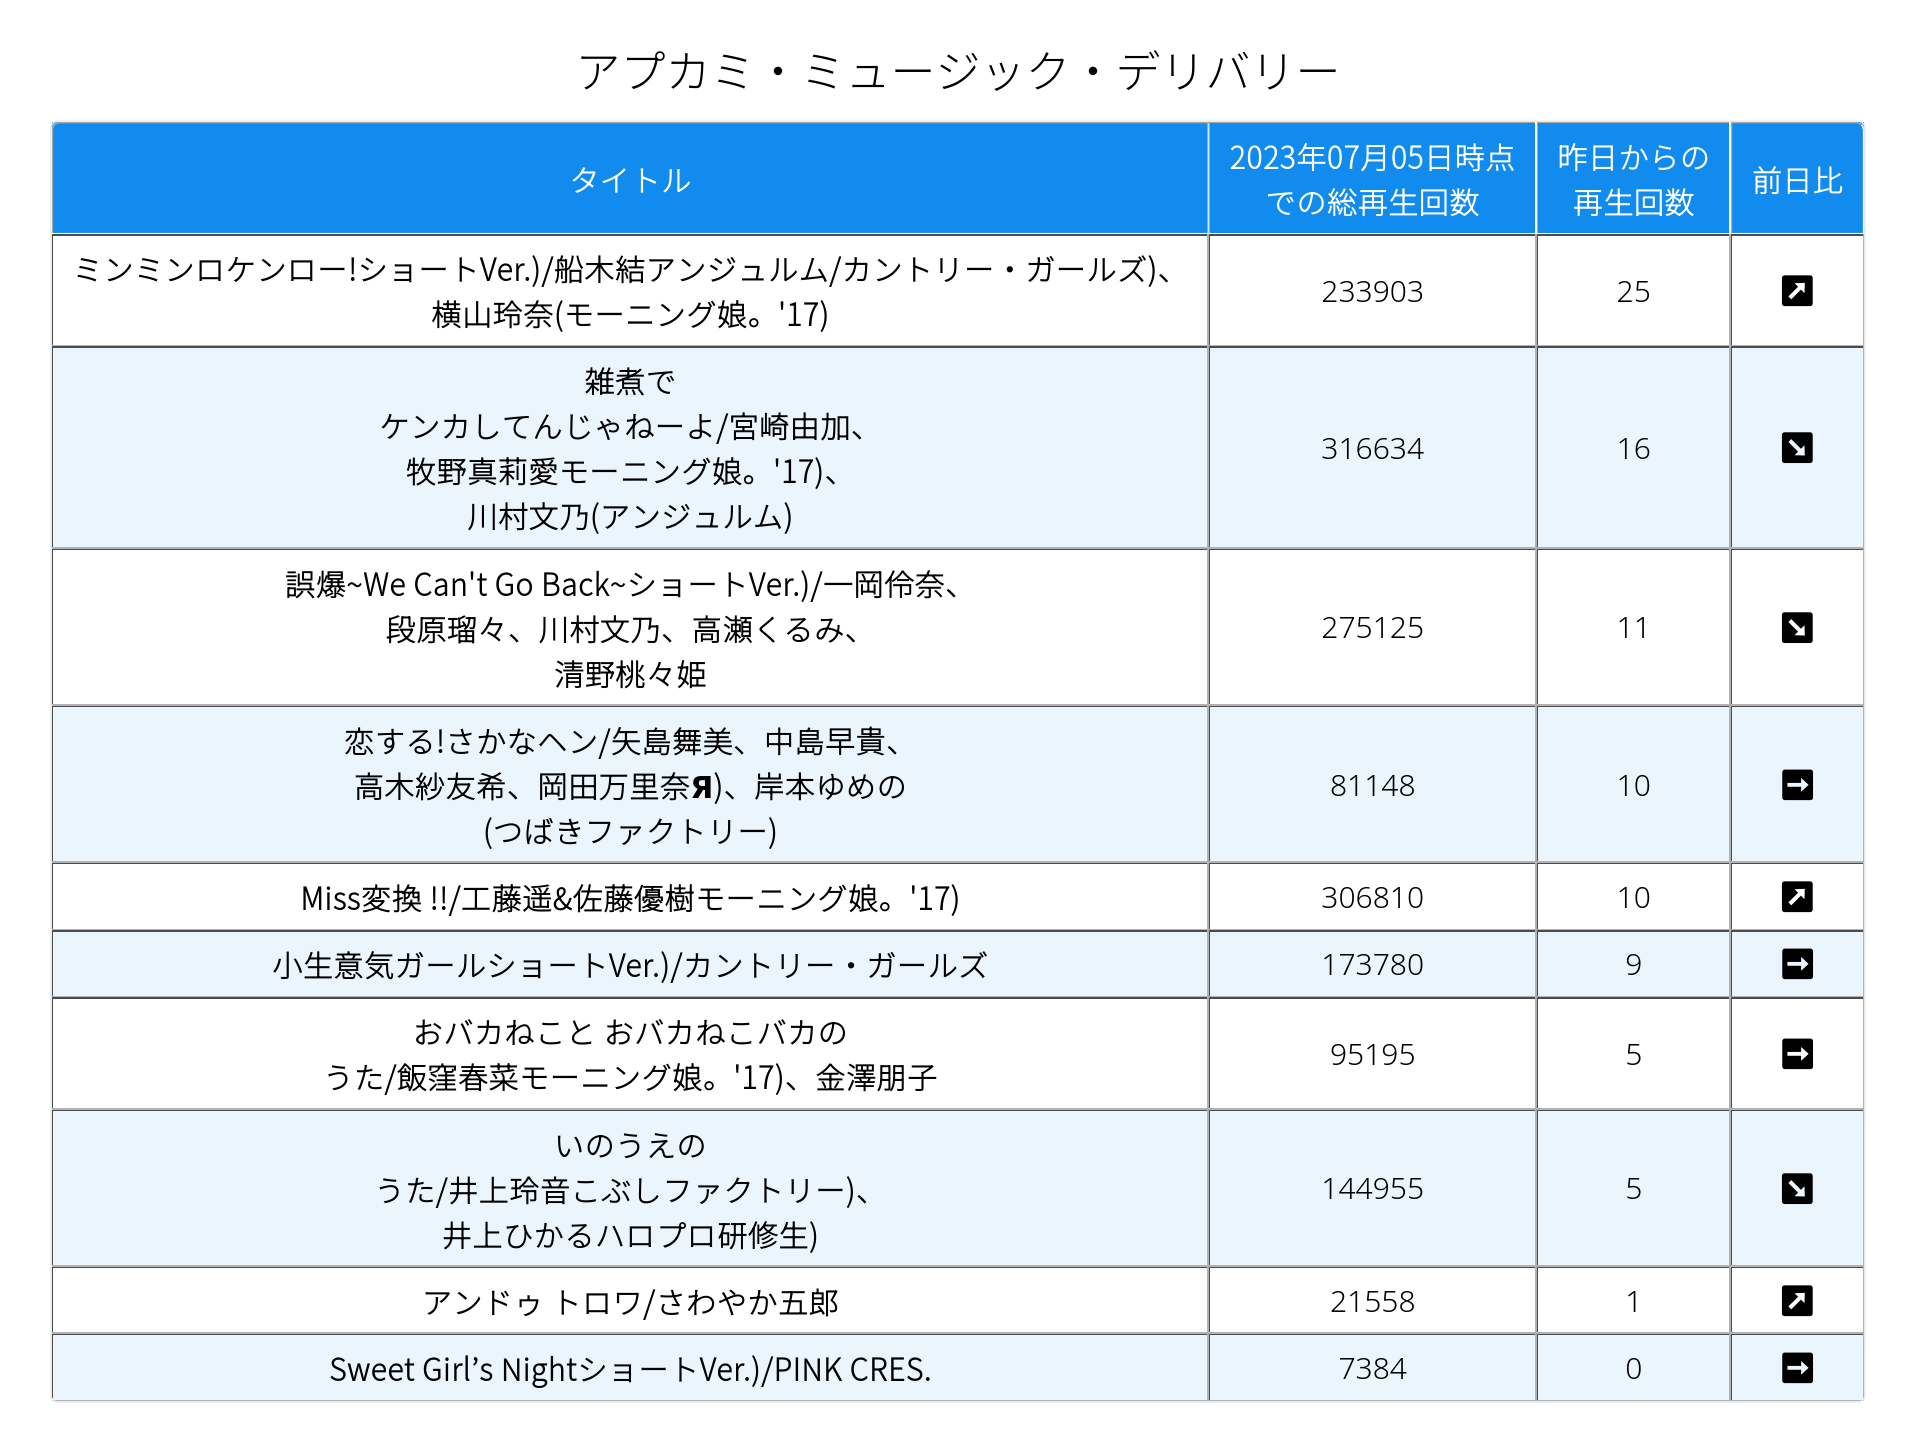 アプカミ・ミュージック・デリバリー
タイトル
2023年07月05日時点
での総再生回数
昨日からの
再生回数
前日比
ミンミンロケンロー!ショートVer.)/船木結アンジュルム/カントリー・ガールズ)、
横山玲奈(モーニング娘。'17)
233903
25
雑煮で
ケンカしてんじゃねーよ/宮崎由加、
牧野真莉愛モーニング娘。'17)、
川村文乃(アンジュルム)
316634
16
誤爆~We Can't Go Back~ショートVer.)/一岡伶奈、
段原瑠々、川村文乃、高瀬くるみ、
清野桃々姫
275125
11
恋する!さかなヘン/矢島舞美、中島早貴、
高木紗友希、岡田万里奈Я)、岸本ゆめの
(つばきファクトリー)
81148
10
Miss変換 !!/工藤遥&佐藤優樹モーニング娘。'17)
306810
10
小生意気ガールショートVer.)/カントリー・ガールズ
173780
9
おバカねこと おバカねこバカの
うた/飯窪春菜モーニング娘。'17)、金澤朋子
95195
5
いのうえの
うた/井上玲音こぶしファクトリー)、
井上ひかるハロプロ研修生)
144955
5
アンドゥ トロワ/さわやか五郎
21558
1
Sweet Girl’s NightショートVer.)/PINK CRES.
7384
0